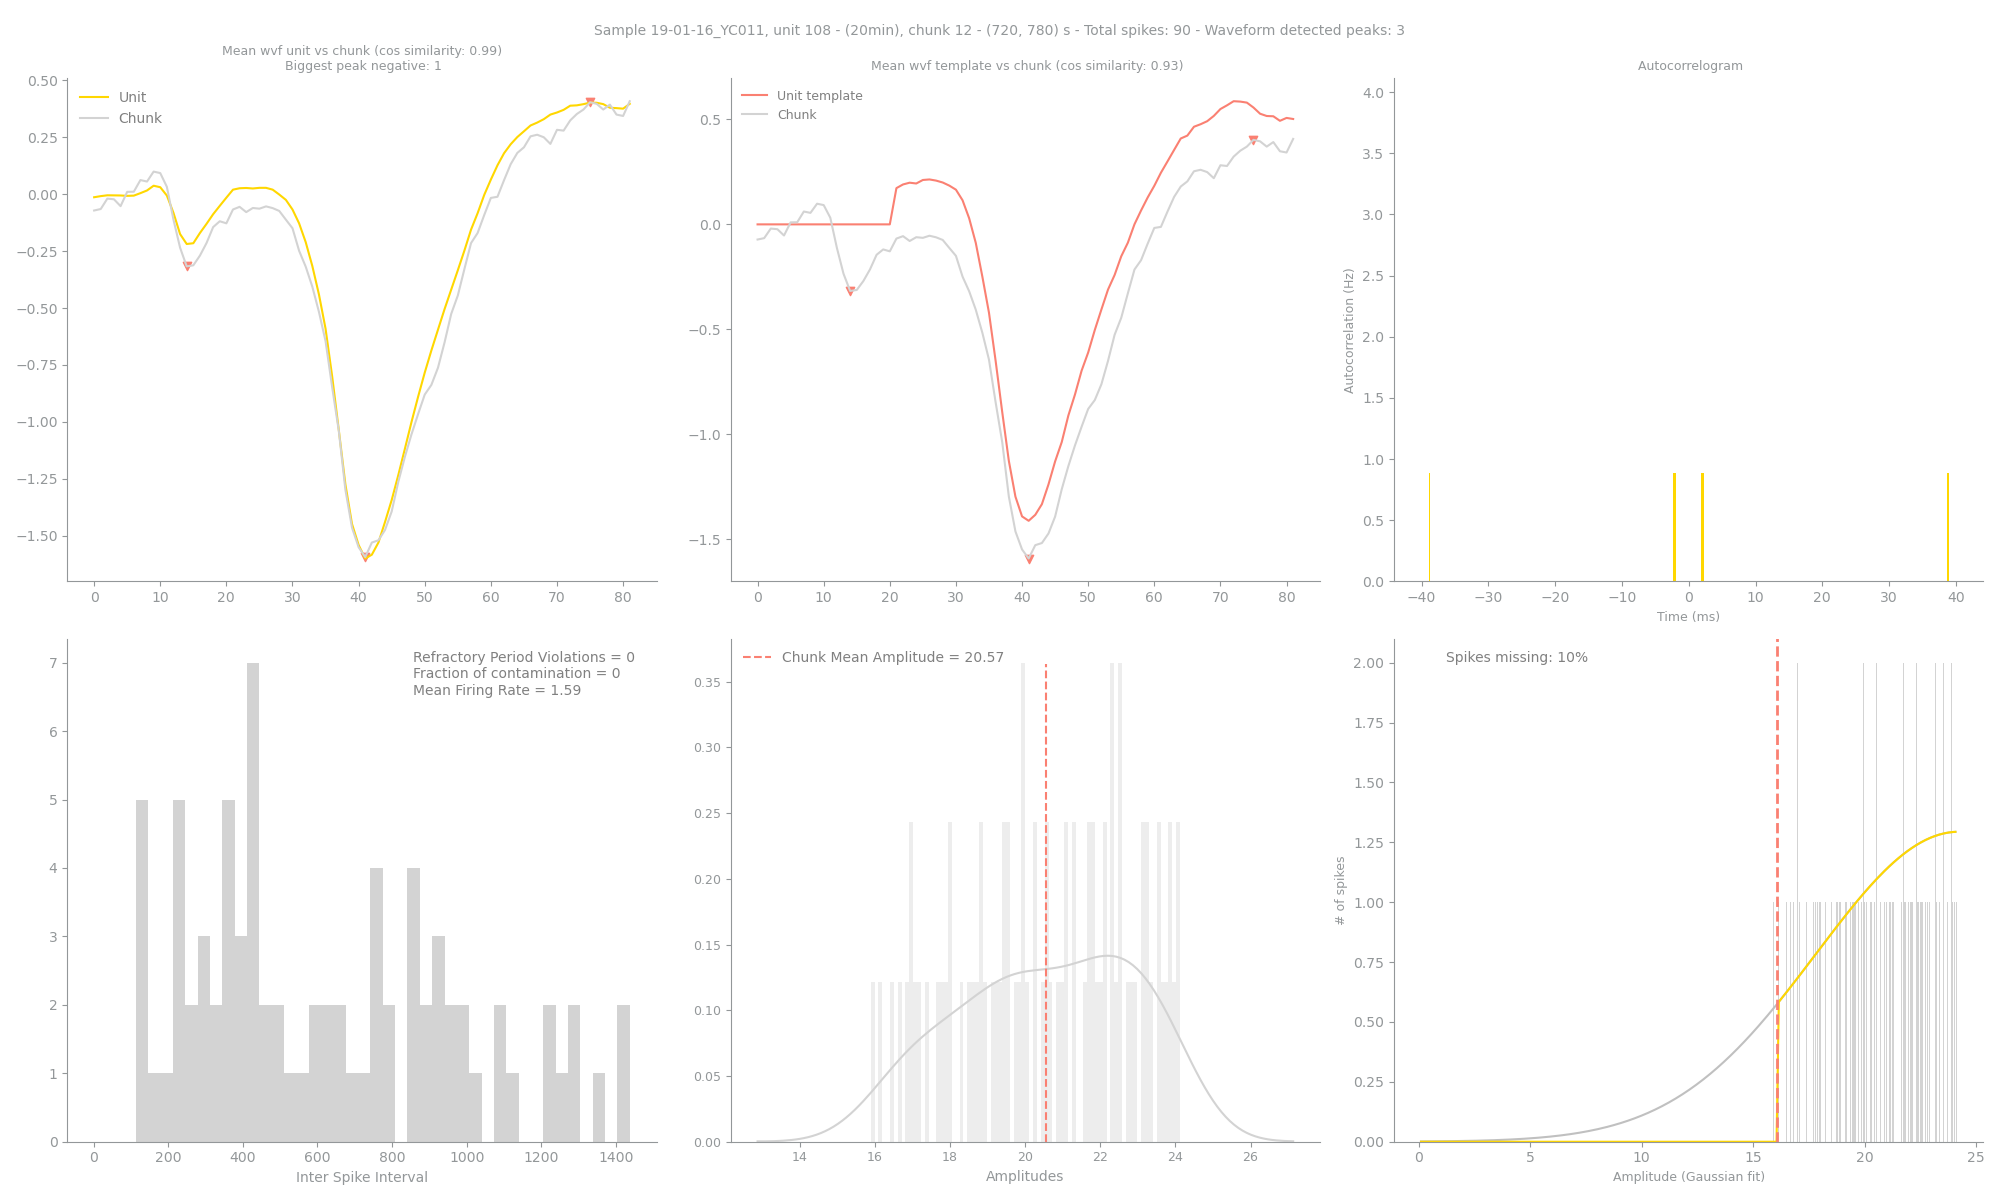 Sample 19-01-16_YC011, unit 108 - (20min), chunk 12 - (720, 780) s - Total spikes: 90 - Waveform detected peaks: 3
Mean wvf unit vs chunk (cos similarity: 0.99)
Biggest peak negative: 1
Unit
Chunk
0.50
0.25
0.00
−0.25
−0.50
−0.75
−1.00
−1.25
−1.50
0 10 20 30 40 50 60 70 80
Mean wvf template vs chunk (cos similarity: 0.93)
Unit template
Chunk
0.5
0.0
−0.5
−1.0
−1.5
0 10 20 30 40 50 60 70 80
Autocorrelogram
Autocorrelation (Hz)
4.0
3.5
3.0
2.5
2.0
1.5
1.0
0.5
0.0
−40 −30 −20 −10 0 10 20 30 40
Time (ms)
Refractory Period Violations = 0
Fraction of contamination = 0
Mean Firing Rate = 1.59
7
6
5
4
3
2
1
0
0 200 400 600 800 1000 1200 1400
Inter Spike Interval
Chunk Mean Amplitude = 20.57
0.35
0.30
0.25
0.20
0.15
0.10
0.05
0.00
14 16 18 20 22 24 26
Amplitudes
Spikes missing: 10%
# of spikes
2.00
1.75
1.50
1.25
1.00
0.75
0.50
0.25
0.00
0 5 10 15 20 25
Amplitude (Gaussian fit)